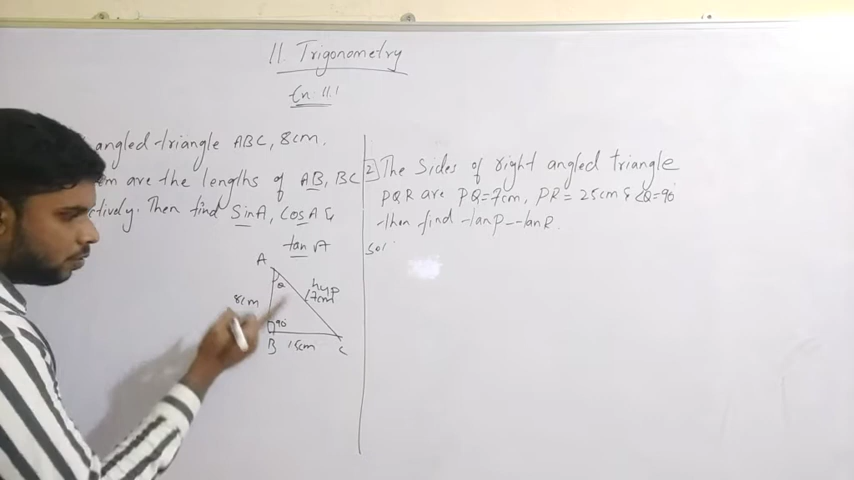 11. Trigonometry
Ex: 11.1
angled triangle ABC, 8cm.
are the lengths of AB, BC
Then find SinA, CosA &
tan A
A
θ
hyp
17cm
8cm
90°
B 15cm C
2] The Sides of right angled triangle
PQR are PQ=7cm, PR = 25cm & ∠Q=90°
then find tanP-tanR.
Sol: